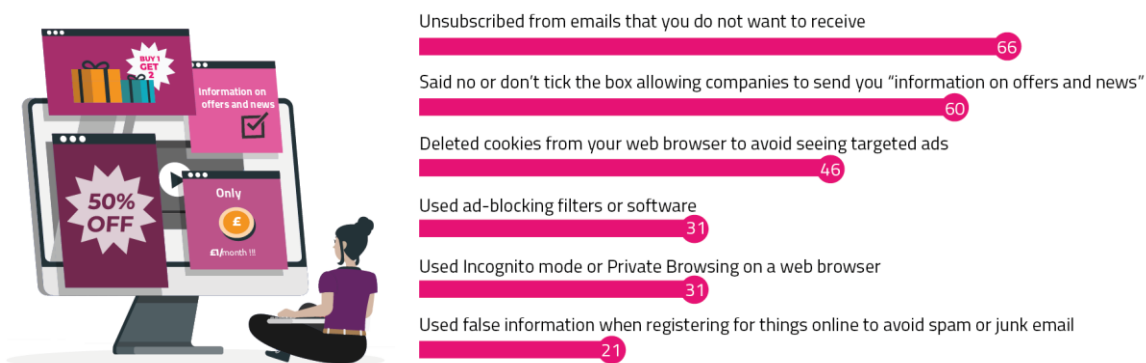 BUY 1
GET
2
Information on
offers and news
50%
OFF
Only
£
£1/month !!!
Unsubscribed from emails that you do not want to receive
66
Said no or don’t tick the box allowing companies to send you “information on offers and news”
60
Deleted cookies from your web browser to avoid seeing targeted ads
46
Used ad-blocking filters or software
31
Used Incognito mode or Private Browsing on a web browser
31
Used false information when registering for things online to avoid spam or junk email
21